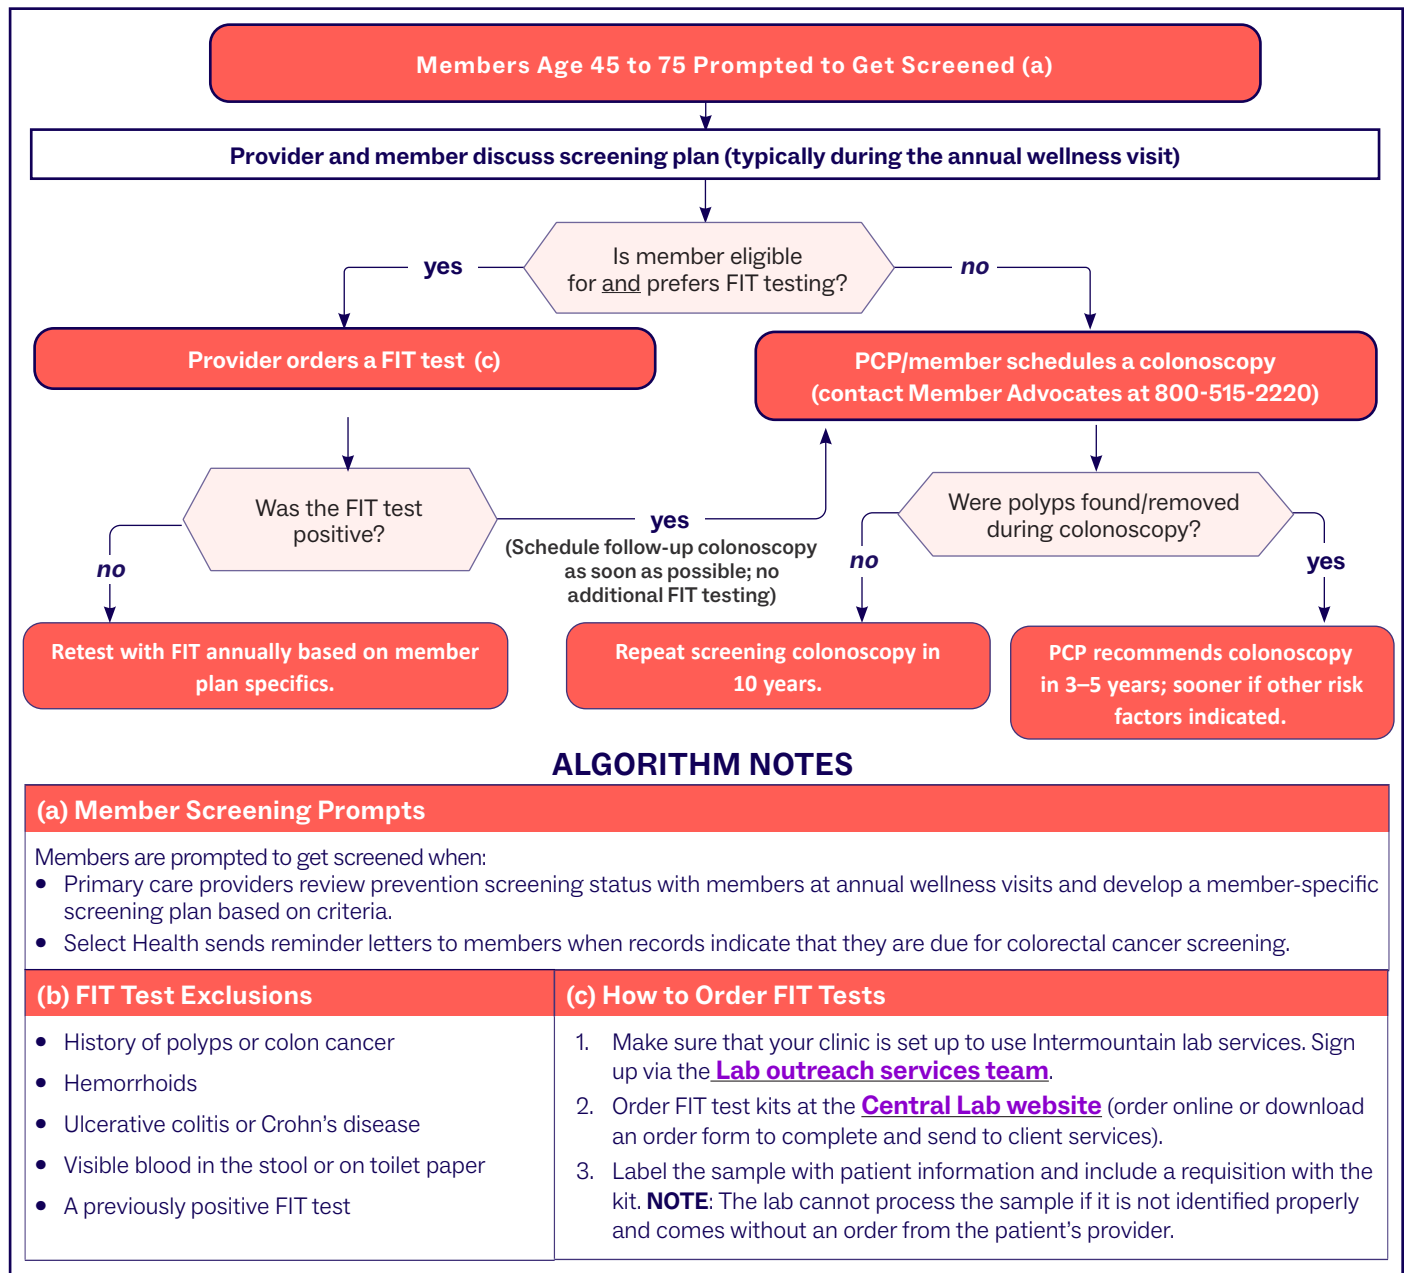 Members Age 45 to 75 Prompted to Get Screened (a)
Provider and member discuss screening plan (typically during the annual wellness visit)
Is member eligible
for and prefers FIT testing?
yes
no
Provider orders a FIT test (c)
PCP/member schedules a colonoscopy
(contact Member Advocates at 800-515-2220)
Was the FIT test
positive?
yes
(Schedule follow-up colonoscopy
as soon as possible; no
additional FIT testing)
no
Were polyps found/removed
during colonoscopy?
no
yes
Retest with FIT annually based on member
plan specifics.
Repeat screening colonoscopy in
10 years.
PCP recommends colonoscopy
in 3–5 years; sooner if other risk
factors indicated.
ALGORITHM NOTES
(a) Member Screening Prompts
Members are prompted to get screened when:
• Primary care providers review prevention screening status with members at annual wellness visits and develop a member-specific
screening plan based on criteria.
• Select Health sends reminder letters to members when records indicate that they are due for colorectal cancer screening.
(b) FIT Test Exclusions
• History of polyps or colon cancer
• Hemorrhoids
• Ulcerative colitis or Crohn’s disease
• Visible blood in the stool or on toilet paper
• A previously positive FIT test
(c) How to Order FIT Tests
1. Make sure that your clinic is set up to use Intermountain lab services. Sign
up via the Lab outreach services team.
2. Order FIT test kits at the Central Lab website (order online or download
an order form to complete and send to client services).
3. Label the sample with patient information and include a requisition with the
kit. NOTE: The lab cannot process the sample if it is not identified properly
and comes without an order from the patient’s provider.